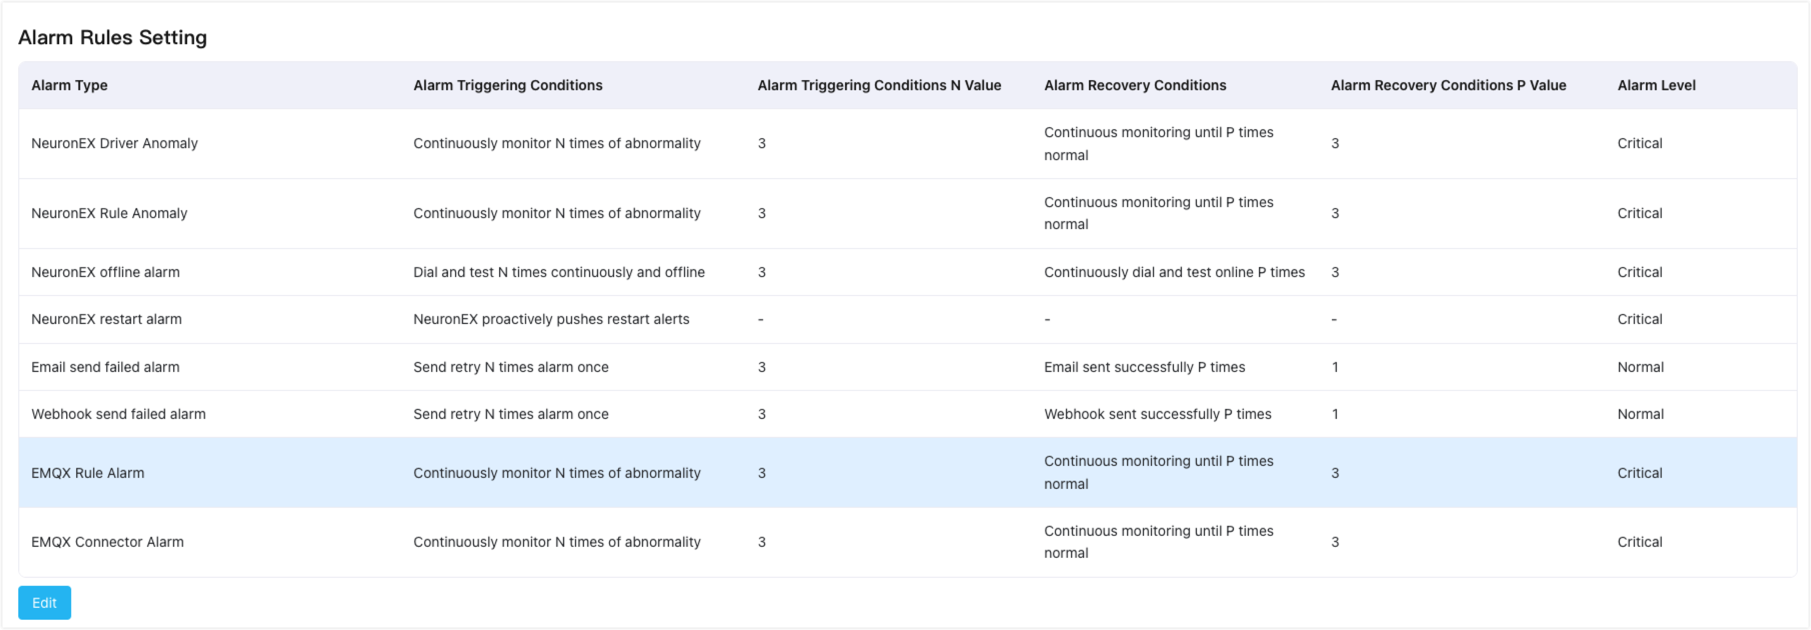 Alarm Rules Setting
Alarm Type Alarm Triggering Conditions Alarm Triggering Conditions N Value Alarm Recovery Conditions Alarm Recovery Conditions P Value Alarm Level
NeuronEX Driver Anomaly Continuously monitor N times of abnormality 3 Continuous monitoring until P times normal 3 Critical
NeuronEX Rule Anomaly Continuously monitor N times of abnormality 3 Continuous monitoring until P times normal 3 Critical
NeuronEX offline alarm Dial and test N times continuously and offline 3 Continuously dial and test online P times 3 Critical
NeuronEX restart alarm NeuronEX proactively pushes restart alerts - - - Critical
Email send failed alarm Send retry N times alarm once 3 Email sent successfully P times 1 Normal
Webhook send failed alarm Send retry N times alarm once 3 Webhook sent successfully P times 1 Normal
EMQX Rule Alarm Continuously monitor N times of abnormality 3 Continuous monitoring until P times normal 3 Critical
EMQX Connector Alarm Continuously monitor N times of abnormality 3 Continuous monitoring until P times normal 3 Critical
Edit